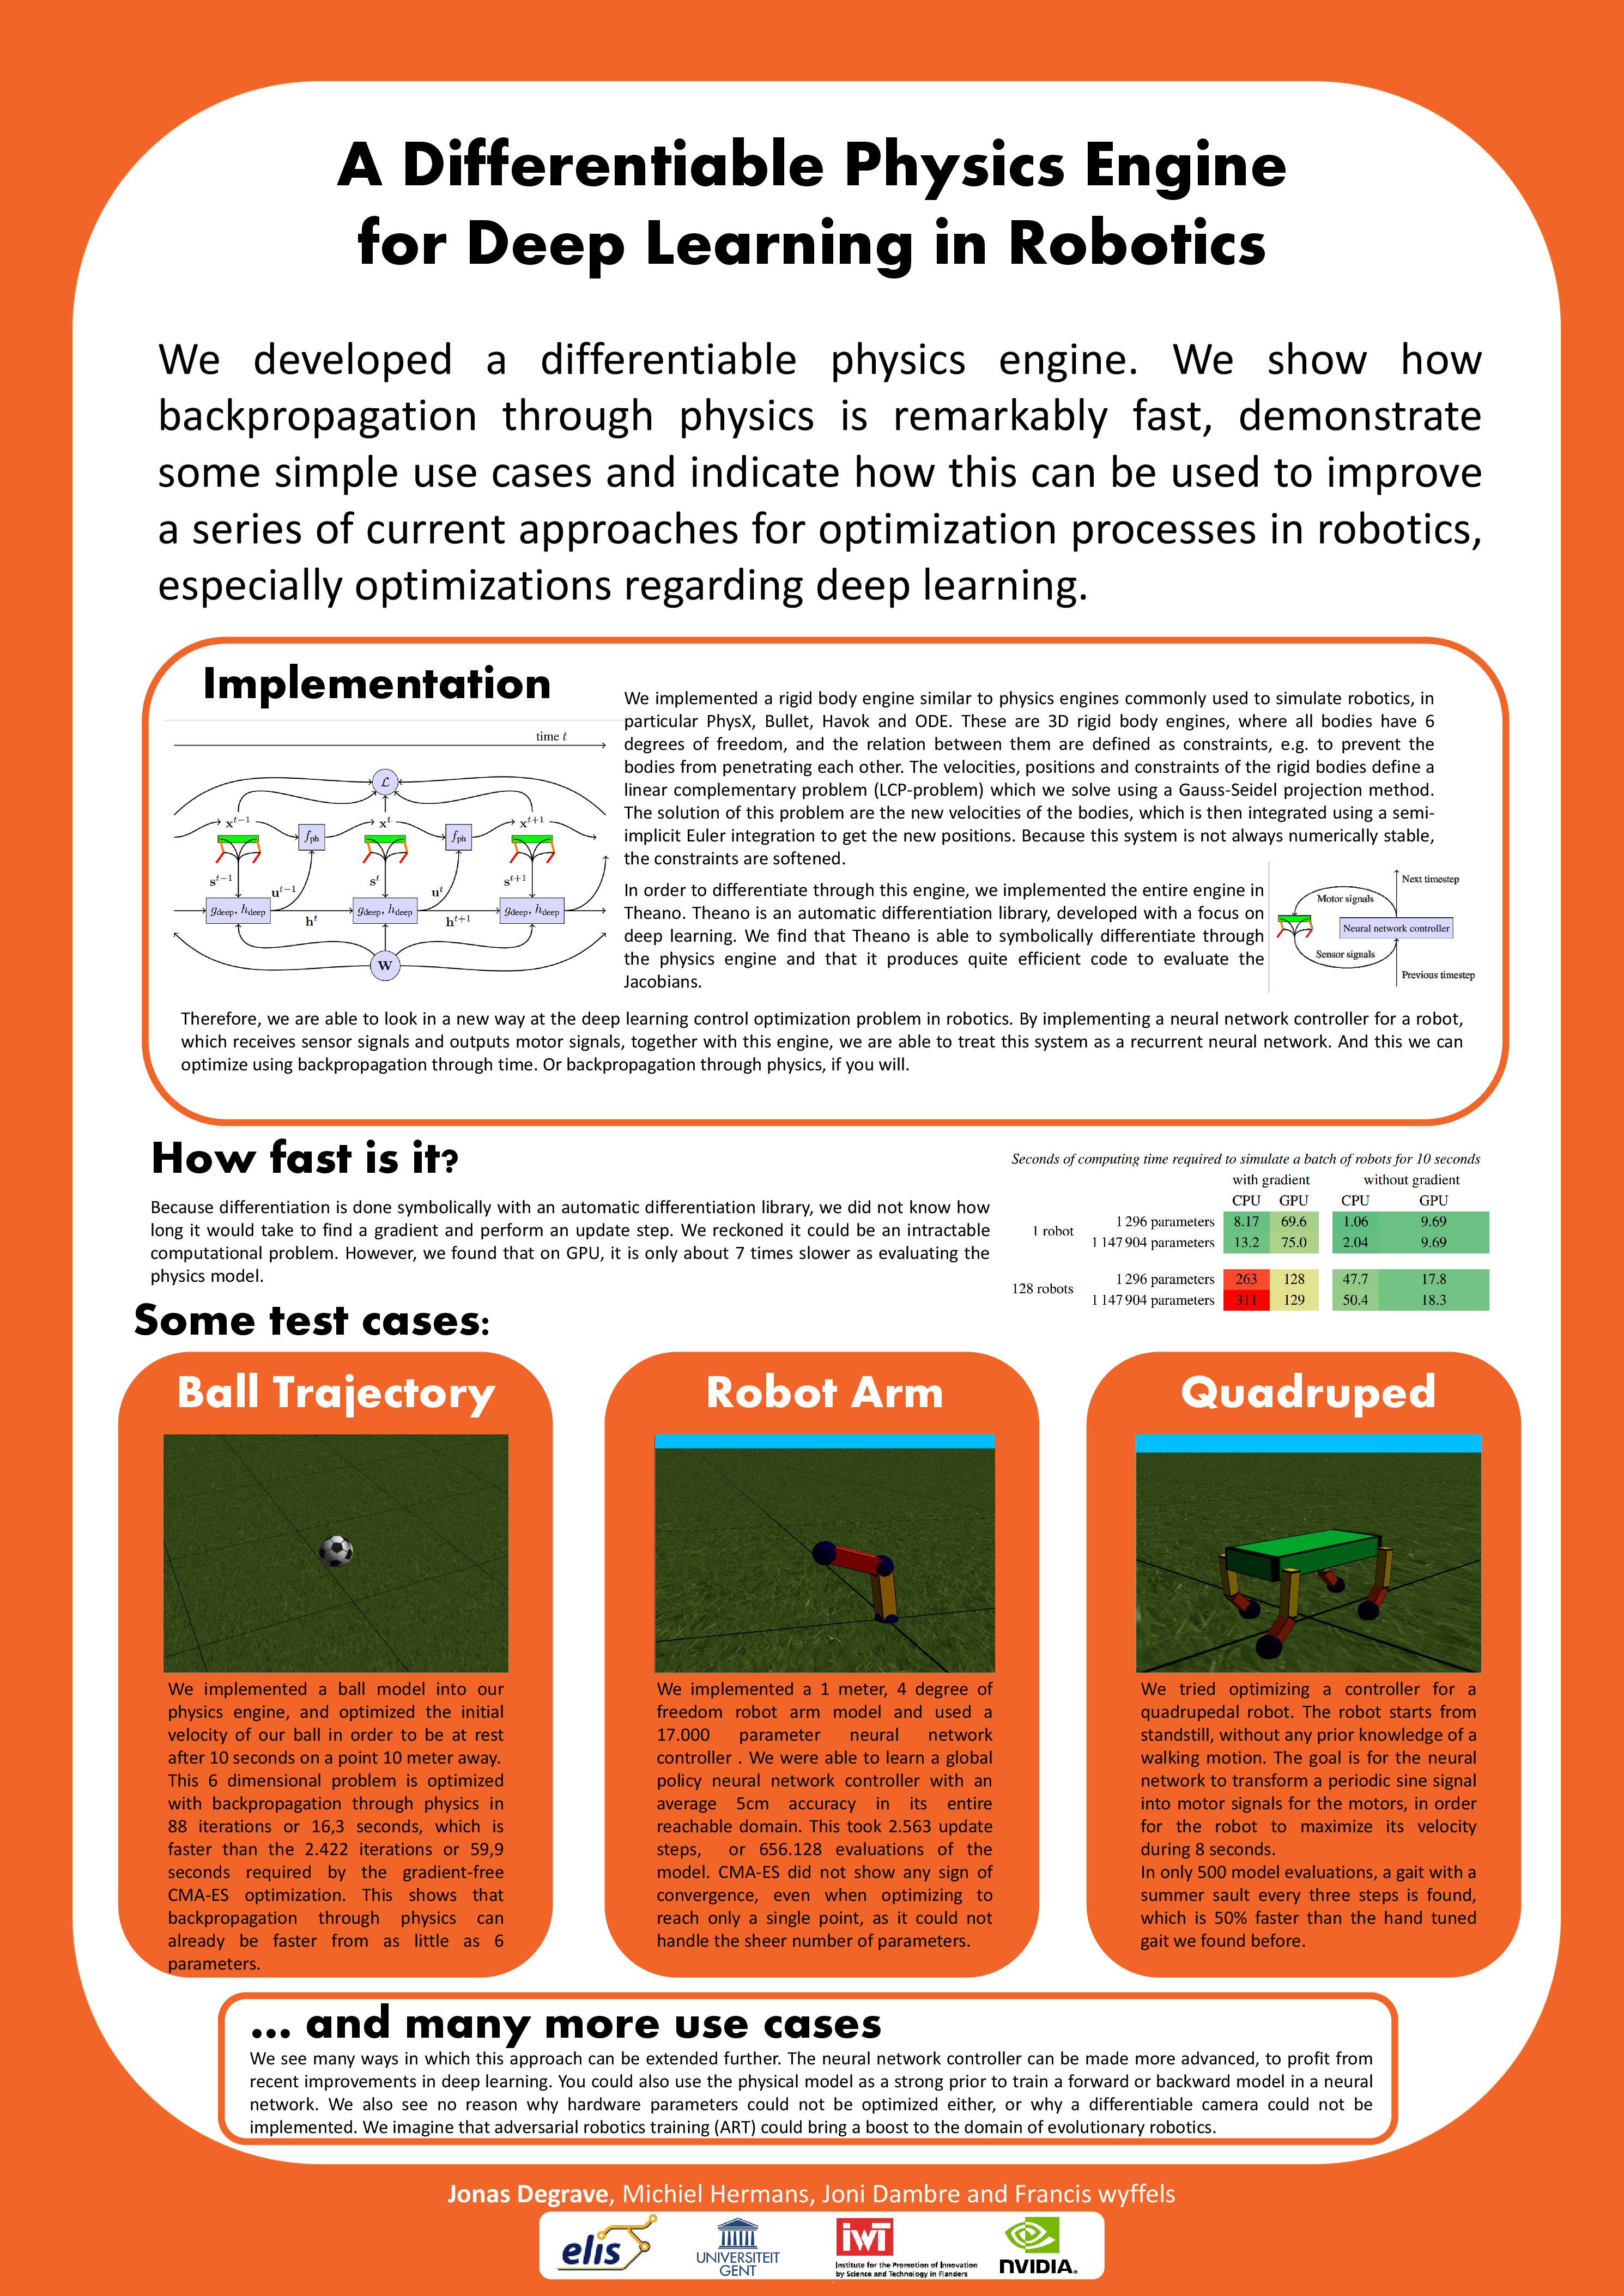 A Differentiable Physics Engine
for Deep Learning in Robotics
We developed a differentiable physics engine. We show how
backpropagation through physics is remarkably fast, demonstrate
some simple use cases and indicate how this can be used to improve
a series of current approaches for optimization processes in robotics,
especially optimizations regarding deep learning.
Implementation
time t
ℒ
x^{t−1} f_ph x^t f_ph x^{t+1}
s^{t−1} u^{t−1} s^t u^t s^{t+1}
g_deep, h_deep h^t g_deep, h_deep h^{t+1} g_deep, h_deep
W
We implemented a rigid body engine similar to physics engines commonly used to simulate robotics, in
particular PhysX, Bullet, Havok and ODE. These are 3D rigid body engines, where all bodies have 6
degrees of freedom, and the relation between them are defined as constraints, e.g. to prevent the
bodies from penetrating each other. The velocities, positions and constraints of the rigid bodies define a
linear complementary problem (LCP-problem) which we solve using a Gauss-Seidel projection method.
The solution of this problem are the new velocities of the bodies, which is then integrated using a semi-
implicit Euler integration to get the new positions. Because this system is not always numerically stable,
the constraints are softened.
In order to differentiate through this engine, we implemented the entire engine in
Theano. Theano is an automatic differentiation library, developed with a focus on
deep learning. We find that Theano is able to symbolically differentiate through
the physics engine and that it produces quite efficient code to evaluate the
Jacobians.
Next timestep
Motor signals
Neural network controller
Sensor signals
Previous timestep
Therefore, we are able to look in a new way at the deep learning control optimization problem in robotics. By implementing a neural network controller for a robot,
which receives sensor signals and outputs motor signals, together with this engine, we are able to treat this system as a recurrent neural network. And this we can
optimize using backpropagation through time. Or backpropagation through physics, if you will.
How fast is it?
Because differentiation is done symbolically with an automatic differentiation library, we did not know how
long it would take to find a gradient and perform an update step. We reckoned it could be an intractable
computational problem. However, we found that on GPU, it is only about 7 times slower as evaluating the
physics model.
Seconds of computing time required to simulate a batch of robots for 10 seconds
with gradient without gradient
CPU GPU CPU GPU
1 robot
1 296 parameters 8.17 69.6 1.06 9.69
1 147 904 parameters 13.2 75.0 2.04 9.69
128 robots
1 296 parameters 263 128 47.7 17.8
1 147 904 parameters 311 129 50.4 18.3
Some test cases:
Ball Trajectory
We implemented a ball model into our
physics engine, and optimized the initial
velocity of our ball in order to be at rest
after 10 seconds on a point 10 meter away.
This 6 dimensional problem is optimized
with backpropagation through physics in
88 iterations or 16,3 seconds, which is
faster than the 2.422 iterations or 59,9
seconds required by the gradient-free
CMA-ES optimization. This shows that
backpropagation through physics can
already be faster from as little as 6
parameters.
Robot Arm
We implemented a 1 meter, 4 degree of
freedom robot arm model and used a
17.000 parameter neural network
controller . We were able to learn a global
policy neural network controller with an
average 5cm accuracy in its entire
reachable domain. This took 2.563 update
steps, or 656.128 evaluations of the
model. CMA-ES did not show any sign of
convergence, even when optimizing to
reach only a single point, as it could not
handle the sheer number of parameters.
Quadruped
We tried optimizing a controller for a
quadrupedal robot. The robot starts from
standstill, without any prior knowledge of a
walking motion. The goal is for the neural
network to transform a periodic sine signal
into motor signals for the motors, in order
for the robot to maximize its velocity
during 8 seconds.
In only 500 model evaluations, a gait with a
summer sault every three steps is found,
which is 50% faster than the hand tuned
gait we found before.
... and many more use cases
We see many ways in which this approach can be extended further. The neural network controller can be made more advanced, to profit from
recent improvements in deep learning. You could also use the physical model as a strong prior to train a forward or backward model in a neural
network. We also see no reason why hardware parameters could not be optimized either, or why a differentiable camera could not be
implemented. We imagine that adversarial robotics training (ART) could bring a boost to the domain of evolutionary robotics.
Jonas Degrave, Michiel Hermans, Joni Dambre and Francis wyffels
elis
UNIVERSITEIT
GENT
iwt
Institute for the Promotion of Innovation
by Science and Technology in Flanders
NVIDIA.